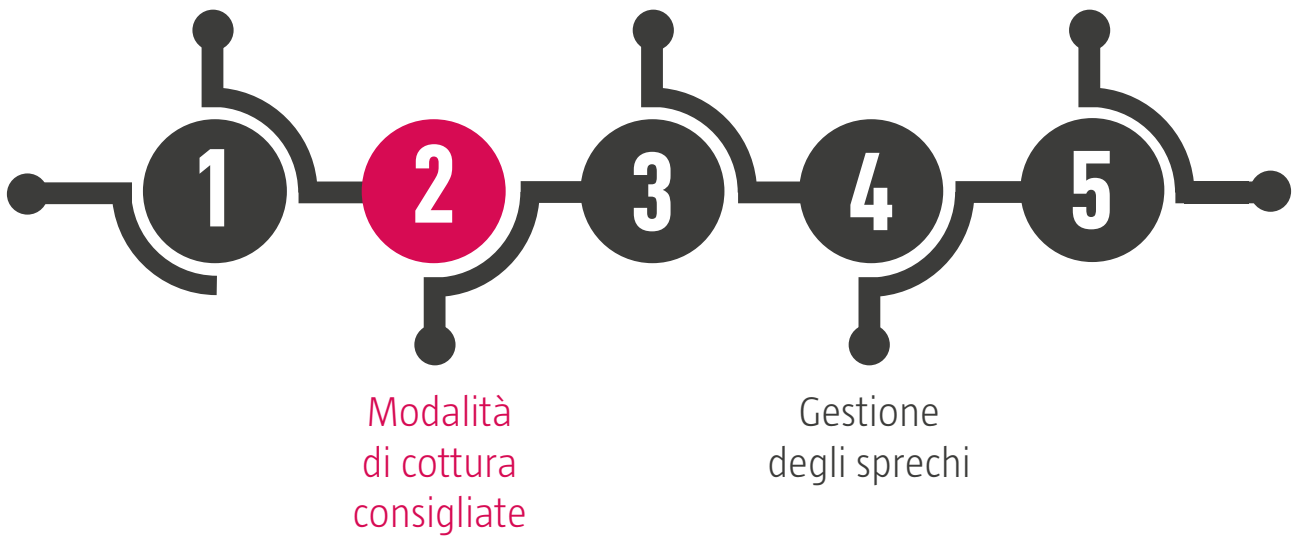 1 2 3 4 5
Modalità
di cottura
consigliate
Gestione
degli sprechi